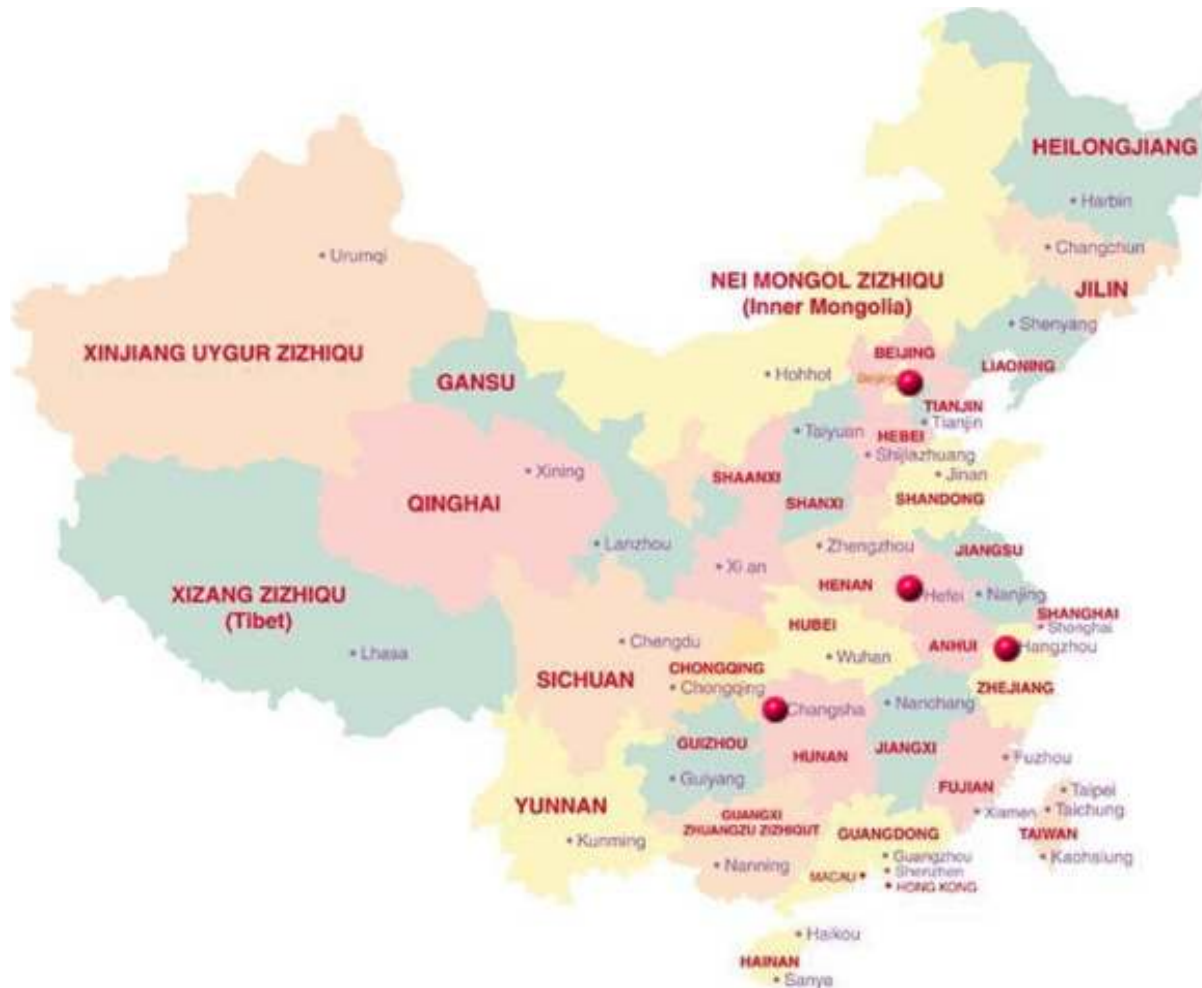 HEILONGJIANG
Harbin
Changchun
JILIN
Urumqi
NEI MONGOL ZIZHIQU
(Inner Mongolia)
Shenyang
LIAONING
XINJIANG UYGUR ZIZHIQU
GANSU
Hohhot
BEIJING
Beijing
TIANJIN
Tianjin
Taiyuan
HEBEI
Shijiazhuang
Xining
Jinan
SHAANXI
SHANXI
SHANDONG
QINGHAI
Lanzhou
Zhengzhou
JIANGSU
Xi an
HENAN
Hefei
Nanjing
XIZANG ZIZHIQU
(Tibet)
SHANGHAI
Shanghai
Chengdu
HUBEI
ANHUI
Hangzhou
Lhasa
Wuhan
SICHUAN
CHONGQING
Chongqing
ZHEJIANG
Changsha
Nanchang
GUIZHOU
HUNAN
JIANGXI
Fuzhou
Guiyang
FUJIAN
Taipei
YUNNAN
GUANGXI
ZHUANGZU ZIZHIQUT
Xiamen
Taichung
Kunming
GUANGDONG
TAIWAN
Nanning
Guangzhou
Kaohsiung
MACAU
Shenzhen
HONG KONG
Haikou
HAINAN
Sanya